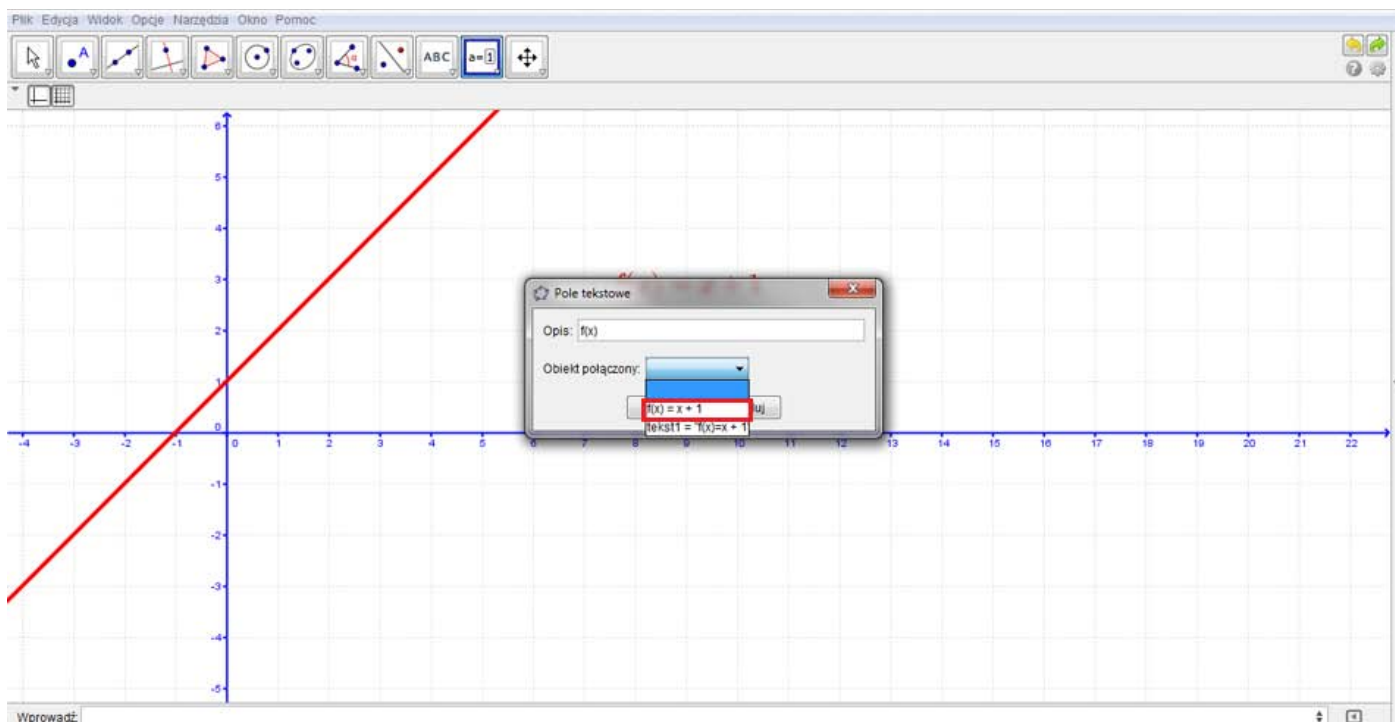 Plik Edycja Widok Opcje Narzędzia Okno Pomoc
A
α
ABC
a=1
6
5
4
3
2
1
0
-1
-2
-3
-4
-5
f(x) = x + 1
Pole tekstowe
Opis: f(x)
Obiekt połączony:
f(x) = x + 1
uj
tekst1 = "f(x)=x + 1
-4 -3 -2 -1 0 1 2 3 4 5 6 7 8 9 10 11 12 13 14 15 16 17 18 19 20 21 22
Wprowadź: